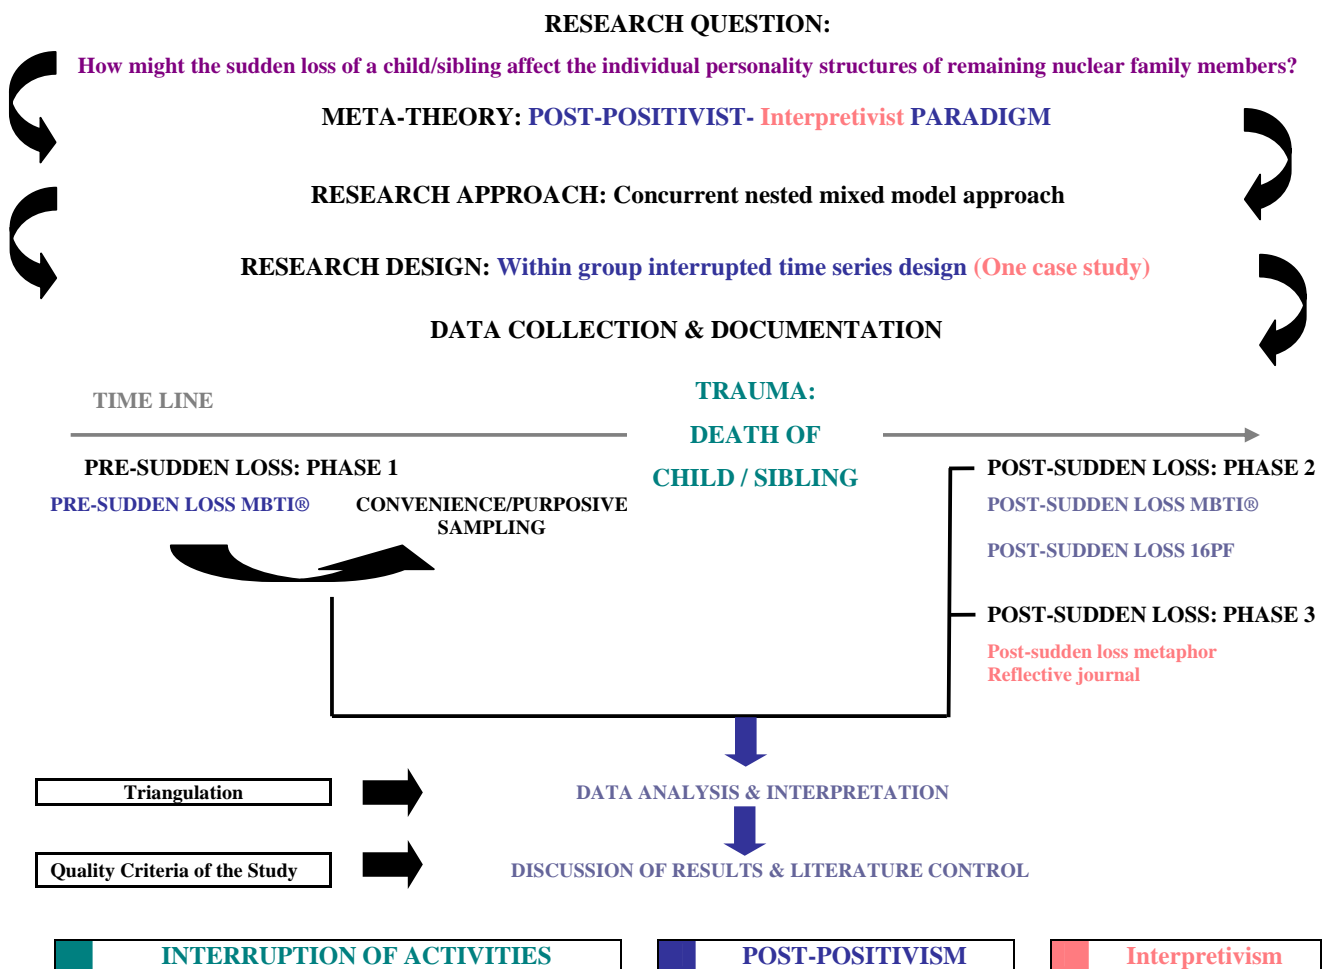 RESEARCH QUESTION:
How might the sudden loss of a child/sibling affect the individual personality structures of remaining nuclear family members?
META-THEORY: POST-POSITIVIST- Interpretivist PARADIGM
RESEARCH APPROACH: Concurrent nested mixed model approach
RESEARCH DESIGN: Within group interrupted time series design (One case study)
DATA COLLECTION & DOCUMENTATION
TIME LINE
TRAUMA:
DEATH OF
CHILD / SIBLING
PRE-SUDDEN LOSS: PHASE 1
PRE-SUDDEN LOSS MBTI®
CONVENIENCE/PURPOSIVE
SAMPLING
POST-SUDDEN LOSS: PHASE 2
POST-SUDDEN LOSS MBTI®
POST-SUDDEN LOSS 16PF
POST-SUDDEN LOSS: PHASE 3
Post-sudden loss metaphor
Reflective journal
Triangulation
DATA ANALYSIS & INTERPRETATION
Quality Criteria of the Study
DISCUSSION OF RESULTS & LITERATURE CONTROL
INTERRUPTION OF ACTIVITIES
POST-POSITIVISM
Interpretivism